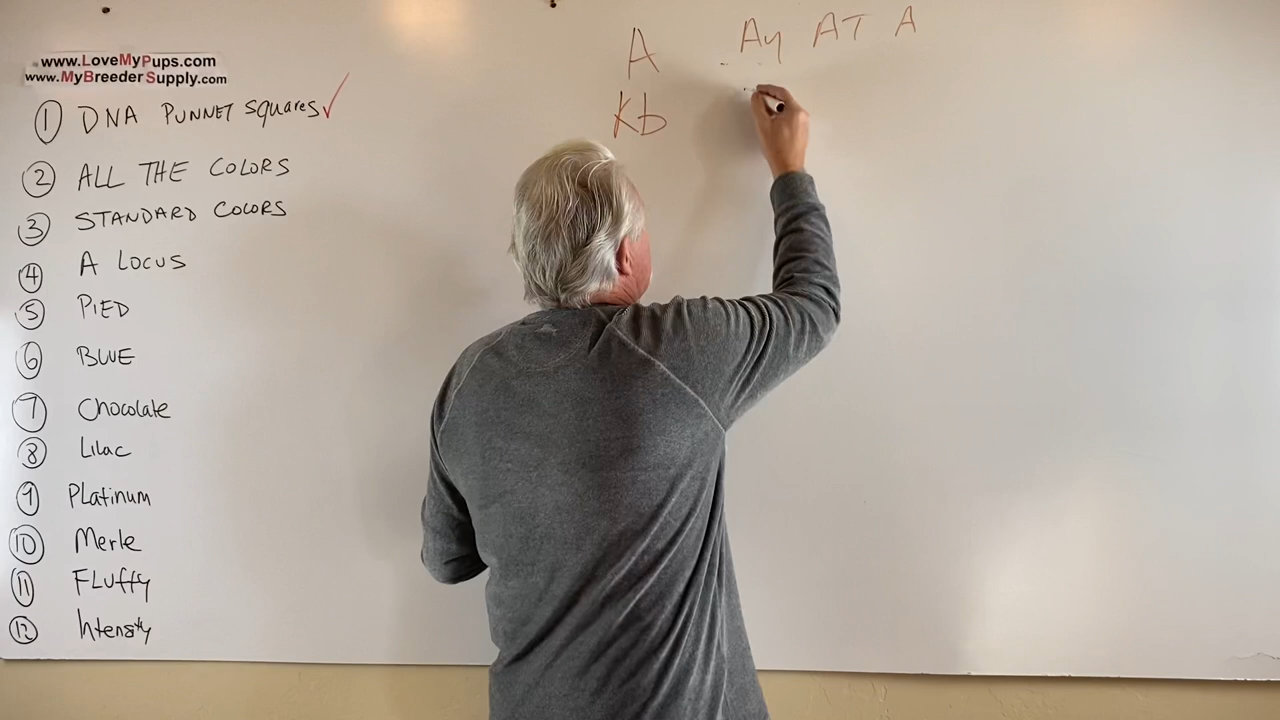 www.LoveMyPups.com
www.MyBreederSupply.com
1 DNA PUNNET Squares ✓
2 ALL THE COLORS
3 STANDARD COLORS
4 A LOCUS
5 PIED
6 BLUE
7 Chocolate
8 Lilac
9 Platinum
10 Merle
11 FLuffy
12 Intensity
A Ay AT A
Kb